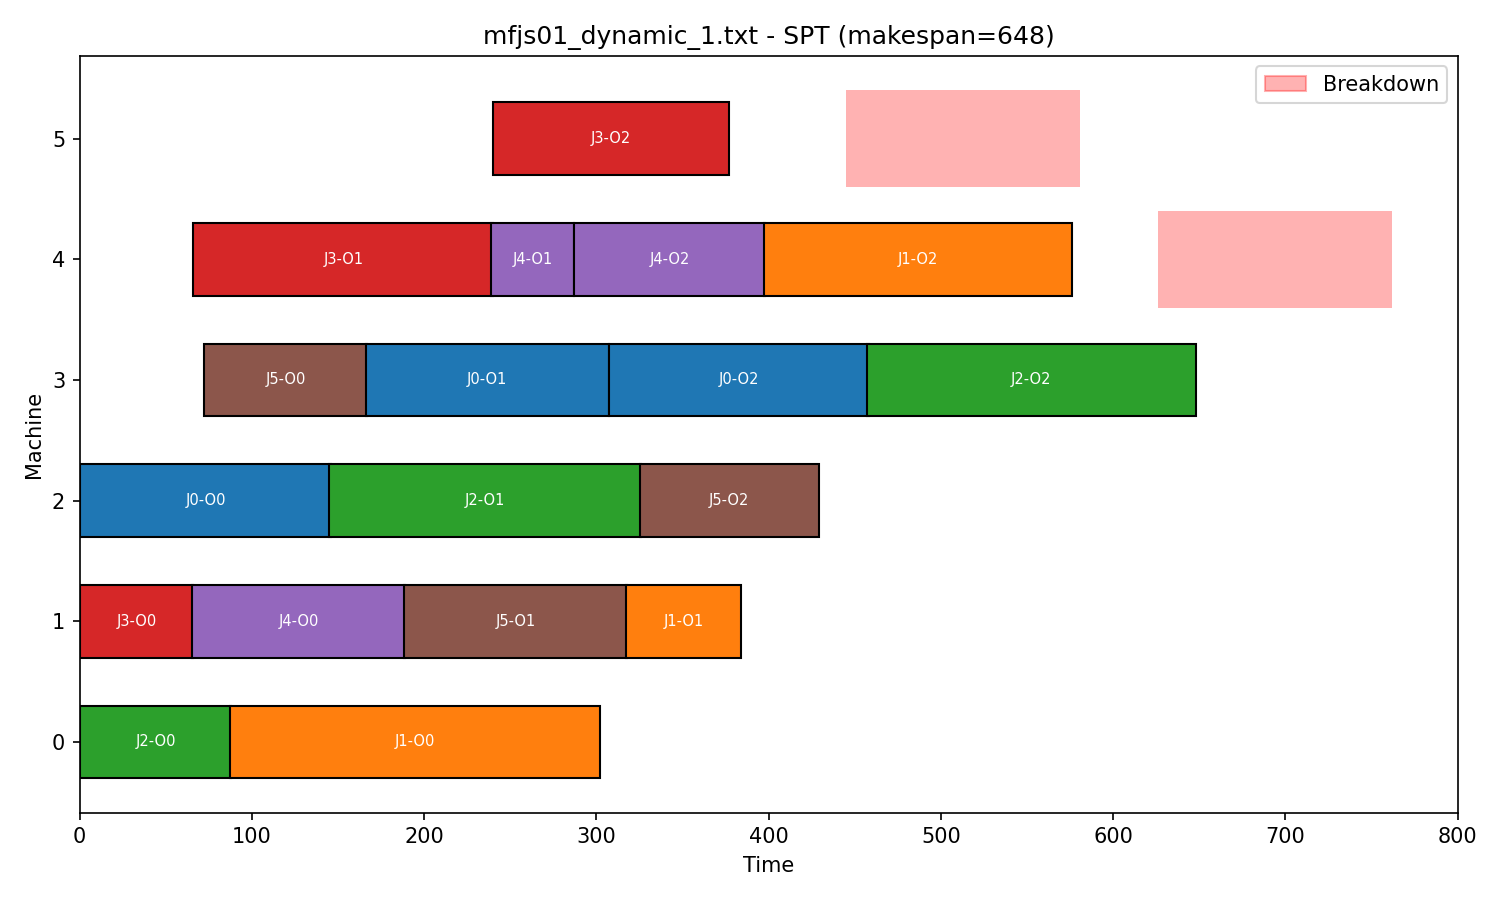 mfjs01_dynamic_1.txt - SPT (makespan=648)
Breakdown
5
J3-O2
4
J3-O1 J4-O1 J4-O2 J1-O2
3
J5-O0 J0-O1 J0-O2 J2-O2
Machine
2
J0-O0 J2-O1 J5-O2
1
J3-O0 J4-O0 J5-O1 J1-O1
0
J2-O0 J1-O0
0 100 200 300 400 500 600 700 800
Time